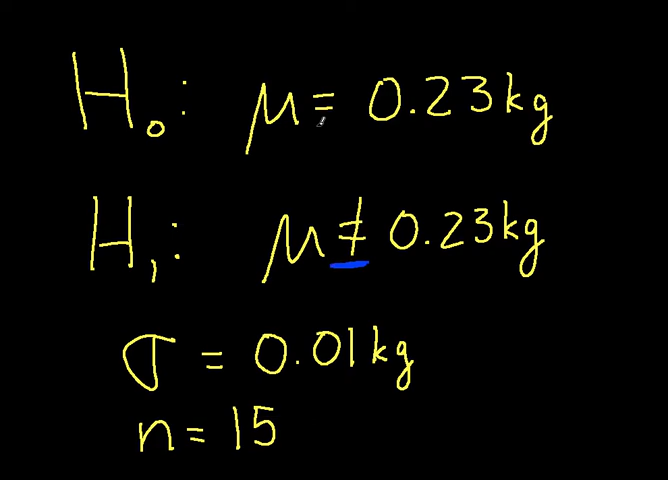 H₀: μ = 0.23kg
H₁: μ ≠ 0.23kg
σ = 0.01kg
n = 15